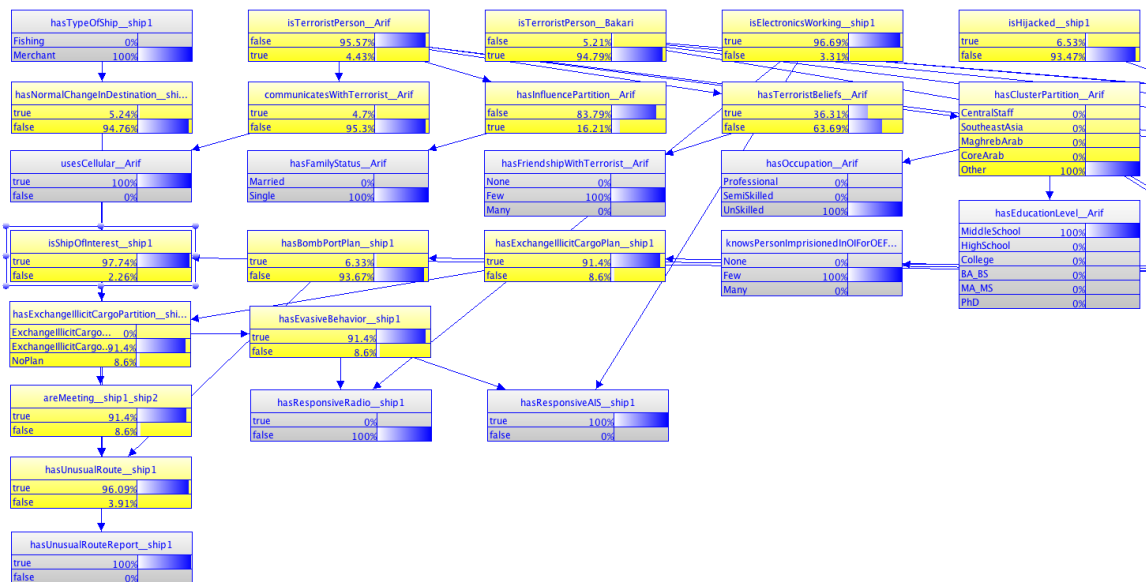 hasTypeOfShip__ship1
Fishing 0%
Merchant 100%
isTerroristPerson__Arif
false 95.57%
true 4.43%
isTerroristPerson__Bakari
false 5.21%
true 94.79%
isElectronicsWorking__ship1
true 96.69%
false 3.31%
isHijacked__ship1
true 6.53%
false 93.47%
hasNormalChangeInDestination__shi...
true 5.24%
false 94.76%
communicatesWithTerrorist__Arif
true 4.7%
false 95.3%
hasInfluencePartition__Arif
false 83.79%
true 16.21%
hasTerroristBeliefs__Arif
true 36.31%
false 63.69%
hasClusterPartition__Arif
CentralStaff 0%
SoutheastAsia 0%
MaghrebArab 0%
CoreArab 0%
Other 100%
usesCellular__Arif
true 100%
false 0%
hasFamilyStatus__Arif
Married 0%
Single 100%
hasFriendshipWithTerrorist__Arif
None 0%
Few 100%
Many 0%
hasOccupation__Arif
Professional 0%
SemiSkilled 0%
UnSkilled 100%
hasEducationLevel__Arif
MiddleSchool 100%
HighSchool 0%
College 0%
BA_BS 0%
MA_MS 0%
PhD 0%
isShipOfInterest__ship1
true 97.74%
false 2.26%
hasBombPortPlan__ship1
true 6.33%
false 93.67%
hasExchangeIllicitCargoPlan__ship1
true 91.4%
false 8.6%
knowsPersonImprisionedInOIForOEF...
None 0%
Few 100%
Many 0%
hasExchangeIllicitCargoPartition__shi...
ExchangeIllicitCargo... 0%
ExchangeIllicitCargo...91.4%
NoPlan 8.6%
hasEvasiveBehavior__ship1
true 91.4%
false 8.6%
areMeeting__ship1_ship2
true 91.4%
false 8.6%
hasResponsiveRadio__ship1
true 0%
false 100%
hasResponsiveAIS__ship1
true 100%
false 0%
hasUnusualRoute__ship1
true 96.09%
false 3.91%
hasUnusualRouteReport__ship1
true 100%
false 0%